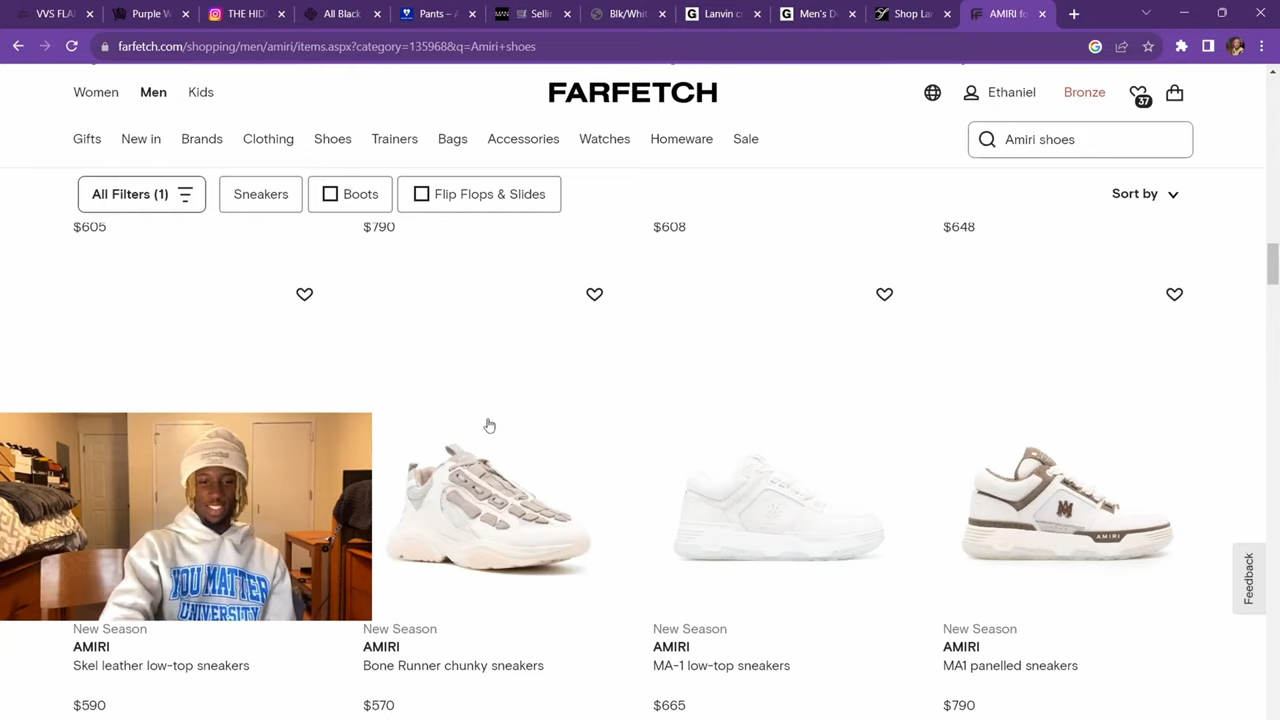 VVS FLA
Purple W
THE HID
All Black
Pants – A
Sellin
Blk/Whit
Lanvin c
Men's D
Shop La
AMIRI fo
farfetch.com/shopping/men/amiri/items.aspx?category=135968&q=Amiri+shoes
Women Men Kids
FARFETCH
Ethaniel
Bronze
37
Gifts New in Brands Clothing Shoes Trainers Bags Accessories Watches Homeware Sale
Amiri shoes
All Filters (1)
Sneakers
Boots
Flip Flops & Slides
Sort by
$605 $790 $608 $648
YOU MATTER
UNIVERSITY
AMIRI
Feedback
New Season New Season New Season New Season
AMIRI AMIRI AMIRI AMIRI
Skel leather low-top sneakers Bone Runner chunky sneakers MA-1 low-top sneakers MA1 panelled sneakers
$590 $570 $665 $790